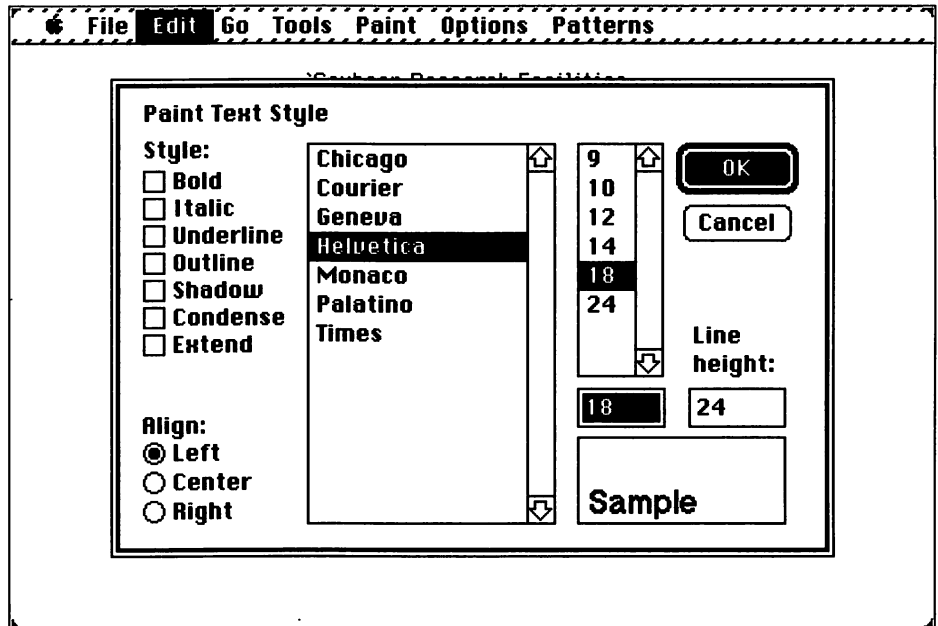 File Edit Go Tools Paint Options Patterns
Paint Text Style
Style:
Bold
Italic
Underline
Outline
Shadow
Condense
Extend
Align:
Left
Center
Right
Chicago
Courier
Geneva
Helvetica
Monaco
Palatino
Times
9
10
12
14
18
24
18
OK
Cancel
Line
height:
24
Sample